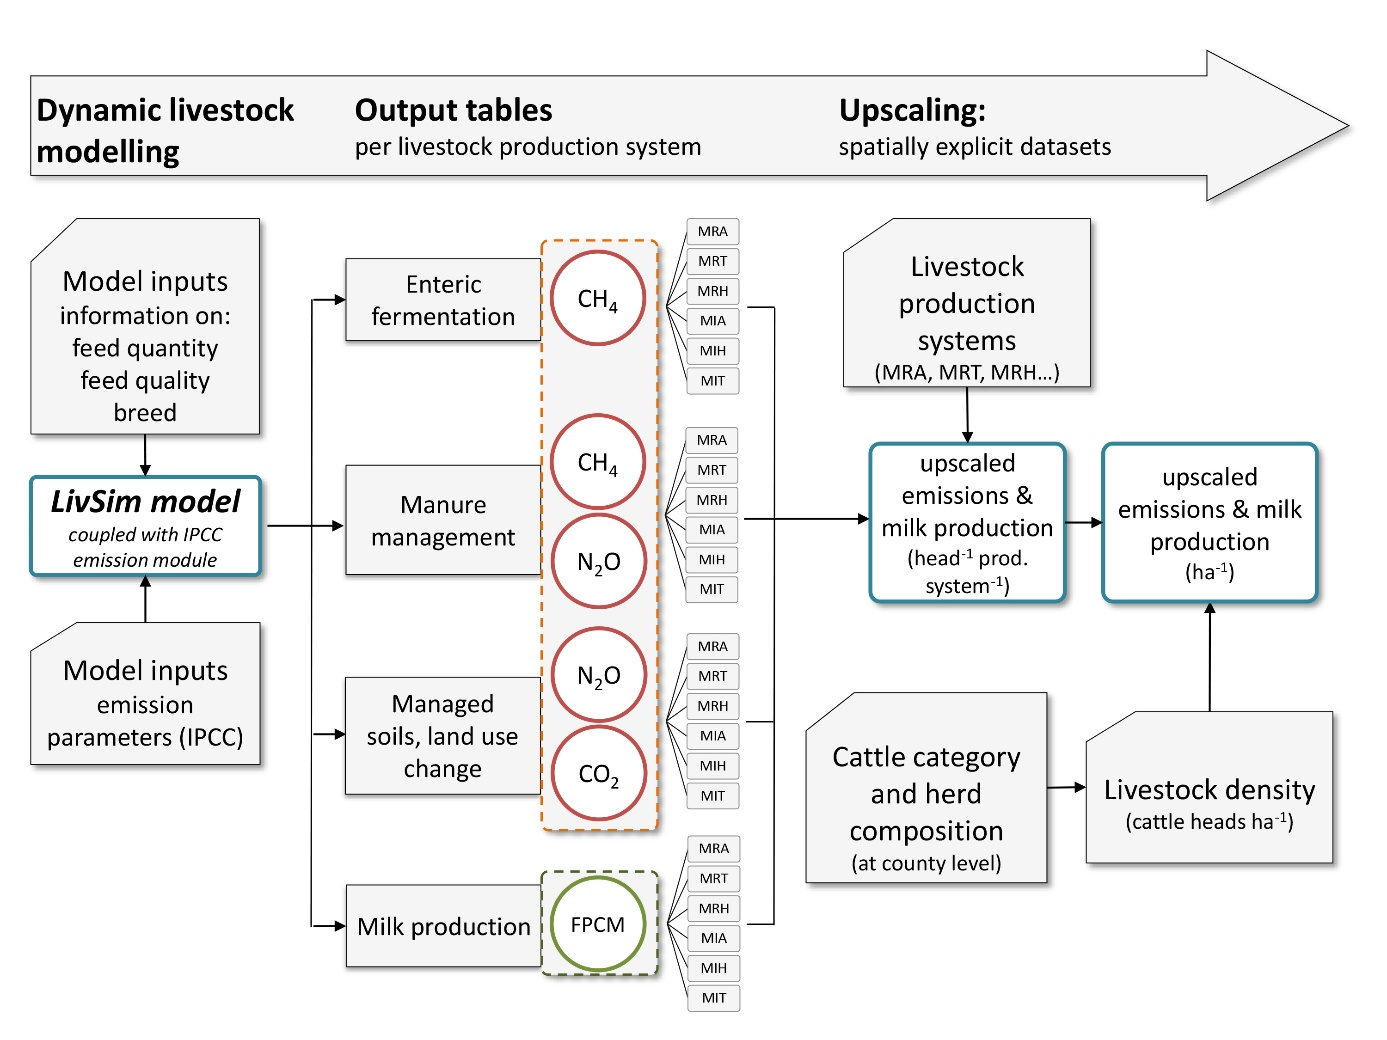 Dynamic livestock
modelling
Output tables
per livestock production system
Upscaling:
spatially explicit datasets
Model inputs
information on:
feed quantity
feed quality
breed
LivSim model
coupled with IPCC
emission module
Model inputs
emission
parameters (IPCC)
Enteric
fermentation
CH4
MRA
MRT
MRH
MIA
MIH
MIT
Manure
management
CH4
N2O
MRA
MRT
MRH
MIA
MIH
MIT
Managed
soils, land use
change
N2O
CO2
MRA
MRT
MRH
MIA
MIH
MIT
Milk production
FPCM
MRA
MRT
MRH
MIA
MIH
MIT
Livestock
production
systems
(MRA, MRT, MRH...)
upscaled
emissions &
milk production
(head-1 prod.
system-1)
upscaled
emissions & milk
production
(ha-1)
Cattle category
and herd
composition
(at county level)
Livestock density
(cattle heads ha-1)